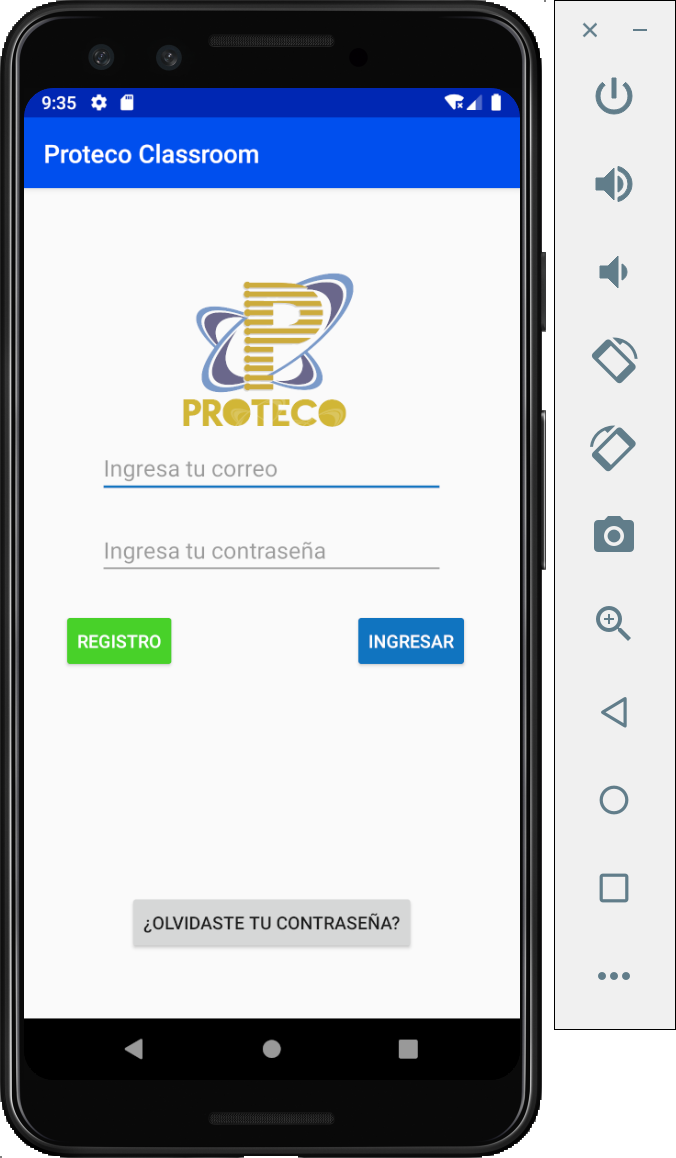 9:35
Proteco Classroom
P
PROTECO
Ingresa tu correo
Ingresa tu contraseña
REGISTRO
INGRESAR
¿OLVIDASTE TU CONTRASEÑA?